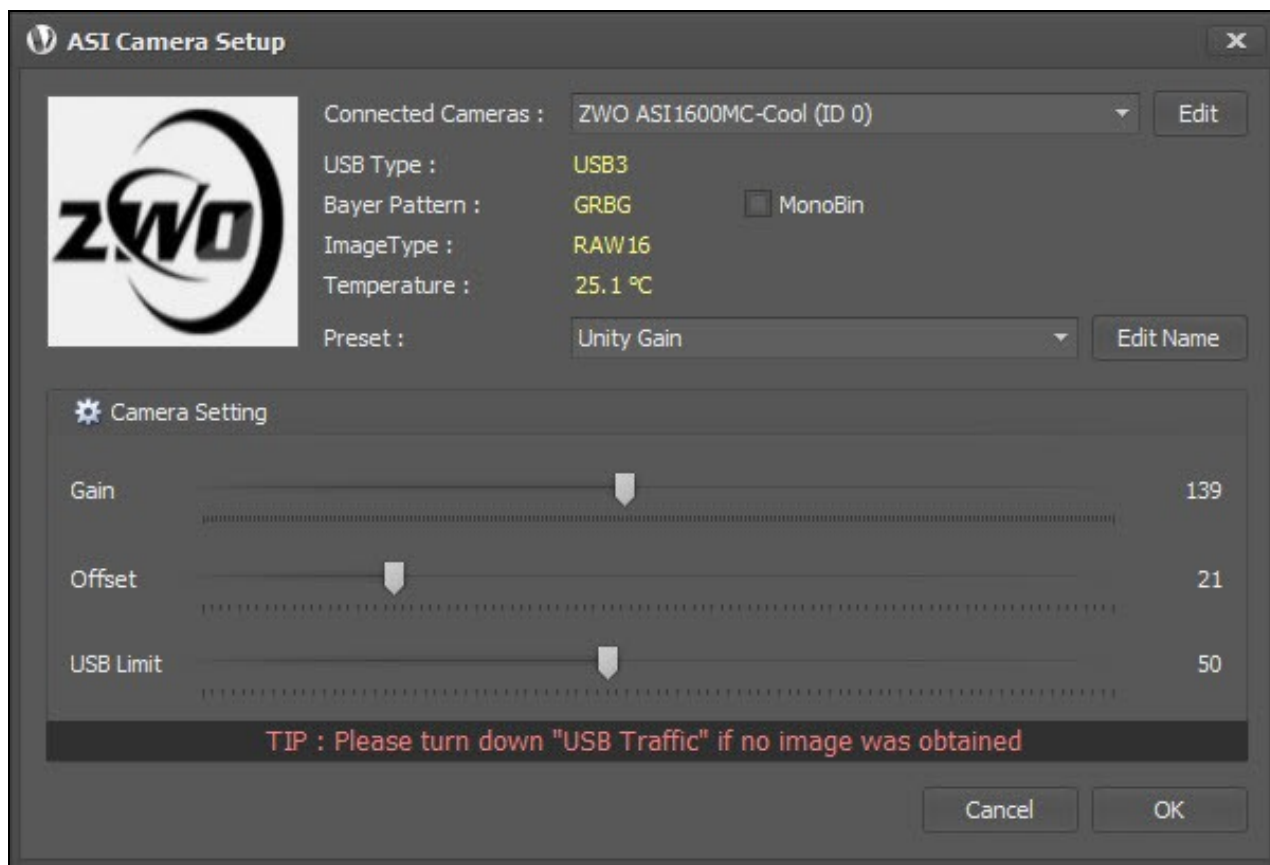 ASI Camera Setup
ZWO
Connected Cameras : ZWO ASI1600MC-Cool (ID 0) Edit
USB Type : USB3
Bayer Pattern : GRBG MonoBin
ImageType : RAW16
Temperature : 25.1 ºC
Preset : Unity Gain Edit Name
Camera Setting
Gain 139
Offset 21
USB Limit 50
TIP : Please turn down "USB Traffic" if no image was obtained
Cancel OK